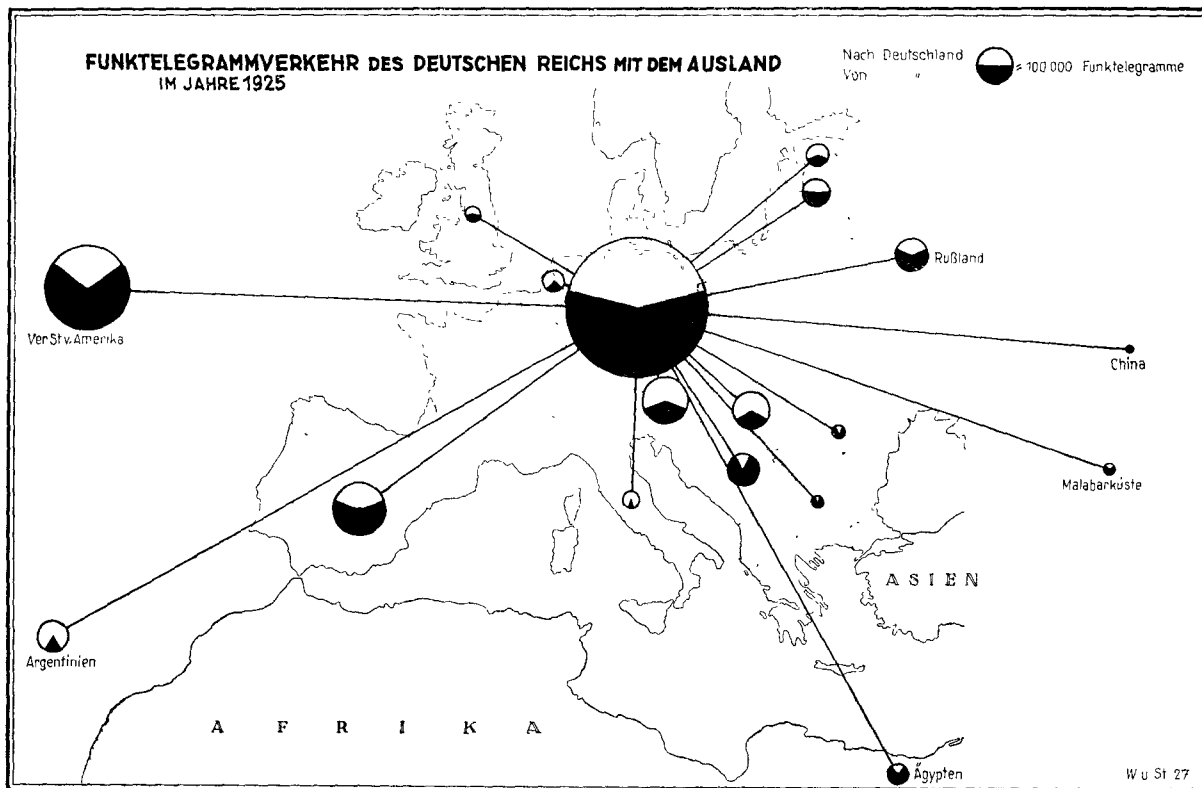 FUNKTELEGRAMMVERKEHR DES DEUTSCHEN REICHS MIT DEM AUSLAND
IM JAHRE 1925
Nach Deutschland
Von "
= 100 000 Funktelegramme
Rußland
Ver St v. Amerika
China
Malabarküste
ASIEN
Argentinien
AFRIKA
Ägypten
W u St 27